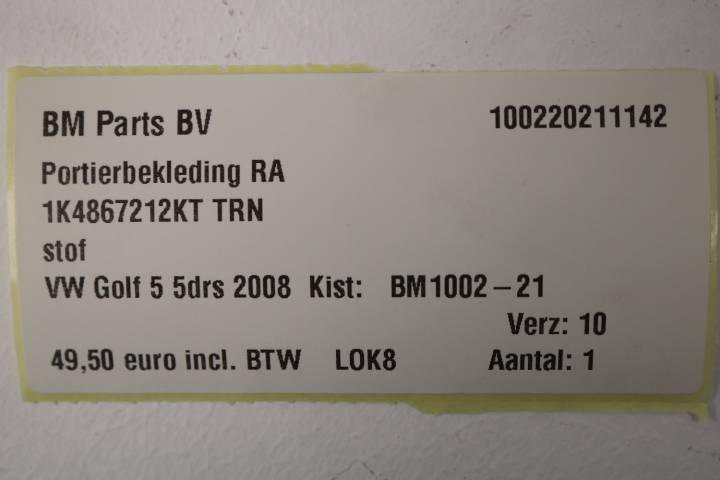 BM Parts BV 100220211142
Portierbekleding RA
1K4867212KT TRN
stof
VW Golf 5 5drs 2008 Kist: BM1002-21
Verz: 10
49,50 euro incl. BTW LOK8 Aantal: 1